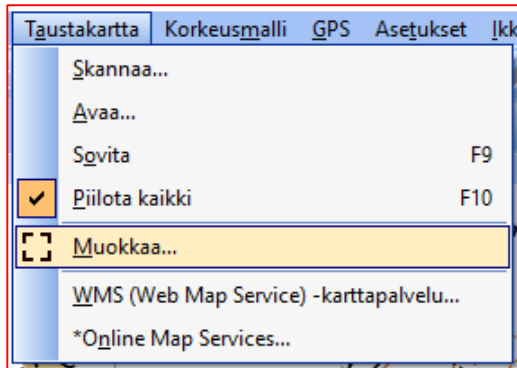 Taustakartta Korkeusmalli GPS Asetukset Ikk
Skannaa...
Avaa...
Sovita F9
Piilota kaikki F10
Muokkaa...
WMS (Web Map Service) -karttapalvelu...
*Online Map Services...